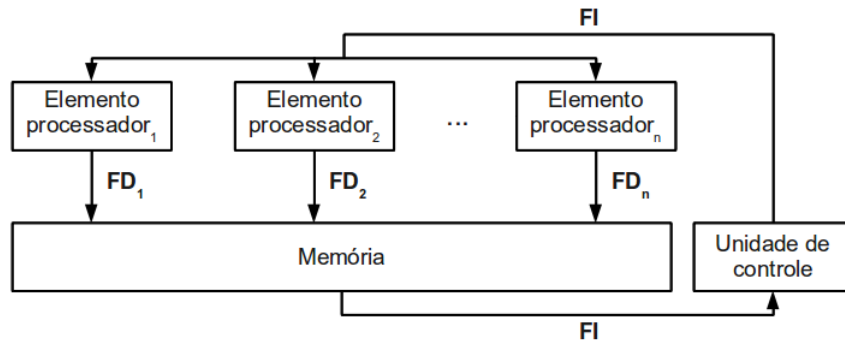 FI
Elemento
processador1
Elemento
processador2
...
Elemento
processadorn
FD1
FD2
FDn
Memória
Unidade de
controle
FI